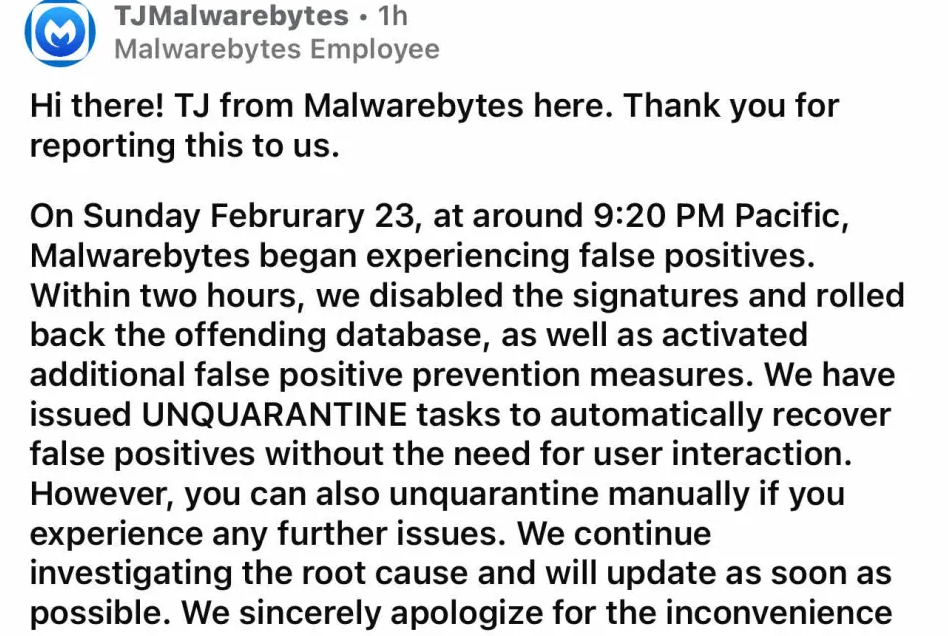 TJMalwarebytes • 1h
Malwarebytes Employee
Hi there! TJ from Malwarebytes here. Thank you for
reporting this to us.
On Sunday Februrary 23, at around 9:20 PM Pacific,
Malwarebytes began experiencing false positives.
Within two hours, we disabled the signatures and rolled
back the offending database, as well as activated
additional false positive prevention measures. We have
issued UNQUARANTINE tasks to automatically recover
false positives without the need for user interaction.
However, you can also unquarantine manually if you
experience any further issues. We continue
investigating the root cause and will update as soon as
possible. We sincerely apologize for the inconvenience